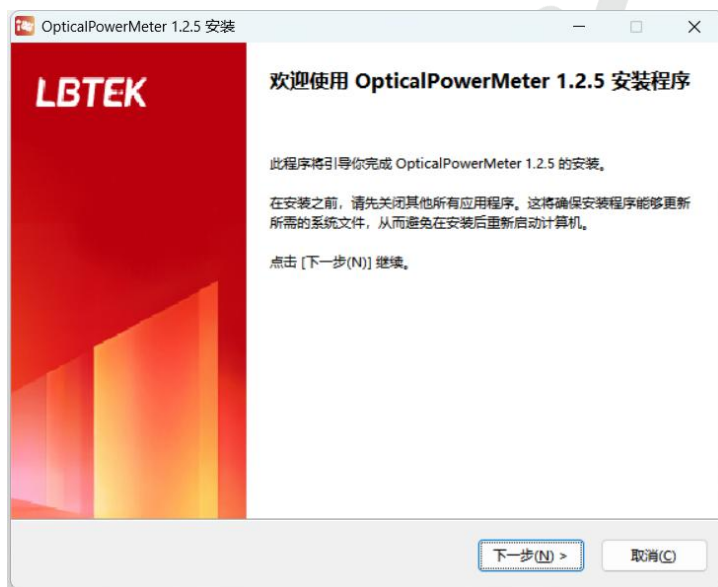 OpticalPowerMeter 1.2.5 安装
LBTEK
欢迎使用 OpticalPowerMeter 1.2.5 安装程序
此程序将引导你完成 OpticalPowerMeter 1.2.5 的安装。
在安装之前，请先关闭其他所有应用程序。这将确保安装程序能够更新
所需的系统文件，从而避免在安装后重新启动计算机。
点击 [下一步(N)] 继续。
下一步(N) >
取消(C)